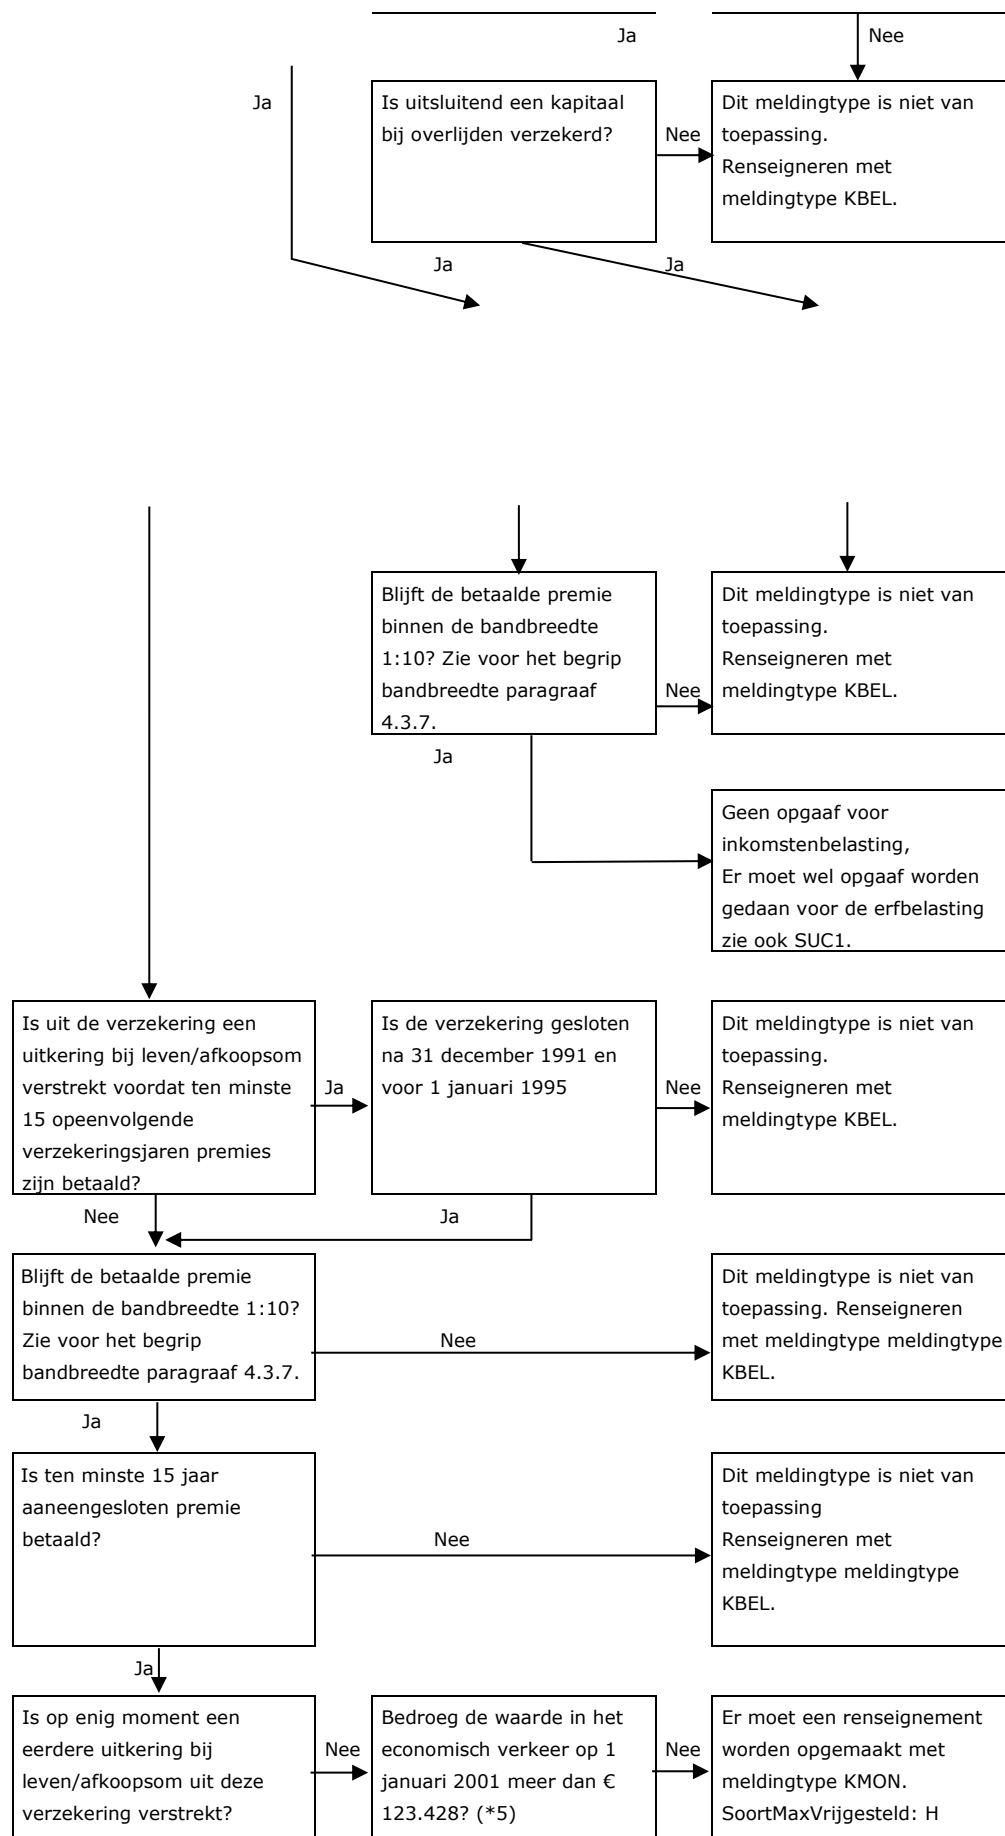 Ja
Nee
Ja
Is uitsluitend een kapitaal
bij overlijden verzekerd?
Nee
Dit meldingtype is niet van
toepassing.
Renseigneren met
meldingtype KBEL.
Ja
Ja
Blijft de betaalde premie
binnen de bandbreedte
1:10? Zie voor het begrip
bandbreedte paragraaf
4.3.7.
Nee
Dit meldingtype is niet van
toepassing.
Renseigneren met
meldingtype KBEL.
Ja
Geen opgaaf voor
inkomstenbelasting,
Er moet wel opgaaf worden
gedaan voor de erfbelasting
zie ook SUC1.
Is uit de verzekering een
uitkering bij leven/afkoopsom
verstrekt voordat ten minste
15 opeenvolgende
verzekeringsjaren premies
zijn betaald?
Ja
Is de verzekering gesloten
na 31 december 1991 en
voor 1 januari 1995
Nee
Dit meldingtype is niet van
toepassing.
Renseigneren met
meldingtype KBEL.
Nee
Ja
Blijft de betaalde premie
binnen de bandbreedte 1:10?
Zie voor het begrip
bandbreedte paragraaf 4.3.7.
Nee
Dit meldingtype is niet van
toepassing. Renseigneren
met meldingtype meldingtype
KBEL.
Ja
Is ten minste 15 jaar
aaneengesloten premie
betaald?
Nee
Dit meldingtype is niet van
toepassing
Renseigneren met
meldingtype meldingtype
KBEL.
Ja
Is op enig moment een
eerdere uitkering bij
leven/afkoopsom uit deze
verzekering verstrekt?
Nee
Bedroeg de waarde in het
economisch verkeer op 1
januari 2001 meer dan €
123.428? (*5)
Nee
Er moet een renseignement
worden opgemaakt met
meldingtype KMON.
SoortMaxVrijgesteld: H